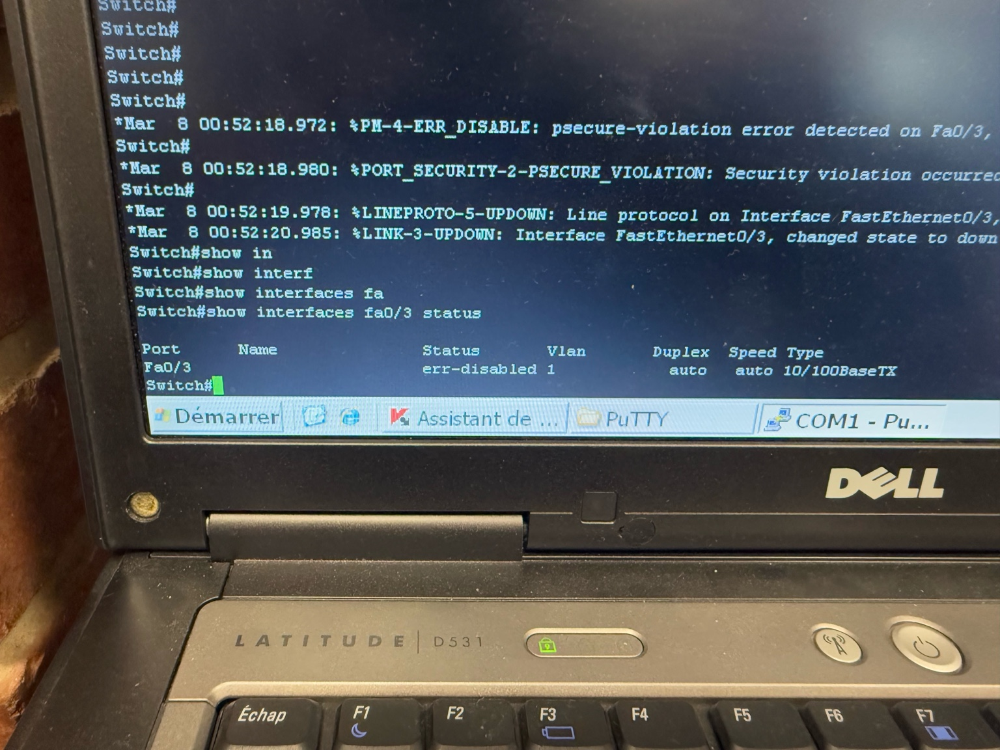 Switch#
Switch#
Switch#
Switch#
Switch#
*Mar  8 00:52:18.972: %PM-4-ERR_DISABLE: psecure-violation error detected on Fa0/3,
Switch#
*Mar  8 00:52:18.980: %PORT_SECURITY-2-PSECURE_VIOLATION: Security violation occurred
Switch#
*Mar  8 00:52:19.978: %LINEPROTO-5-UPDOWN: Line protocol on Interface FastEthernet0/3,
*Mar  8 00:52:20.985: %LINK-3-UPDOWN: Interface FastEthernet0/3, changed state to down
Switch#show in
Switch#show interf
Switch#show interfaces fa
Switch#show interfaces fa0/3 status
Port Name Status Vlan Duplex Speed Type
Fa0/3 err-disabled 1 auto auto 10/100BaseTX
Switch#
Démarrer Assistant de ... PuTTY COM1 - Pu...
DELL
LATITUDE D531
9
Échap F1 F2 F3 F4 F5 F6 F7